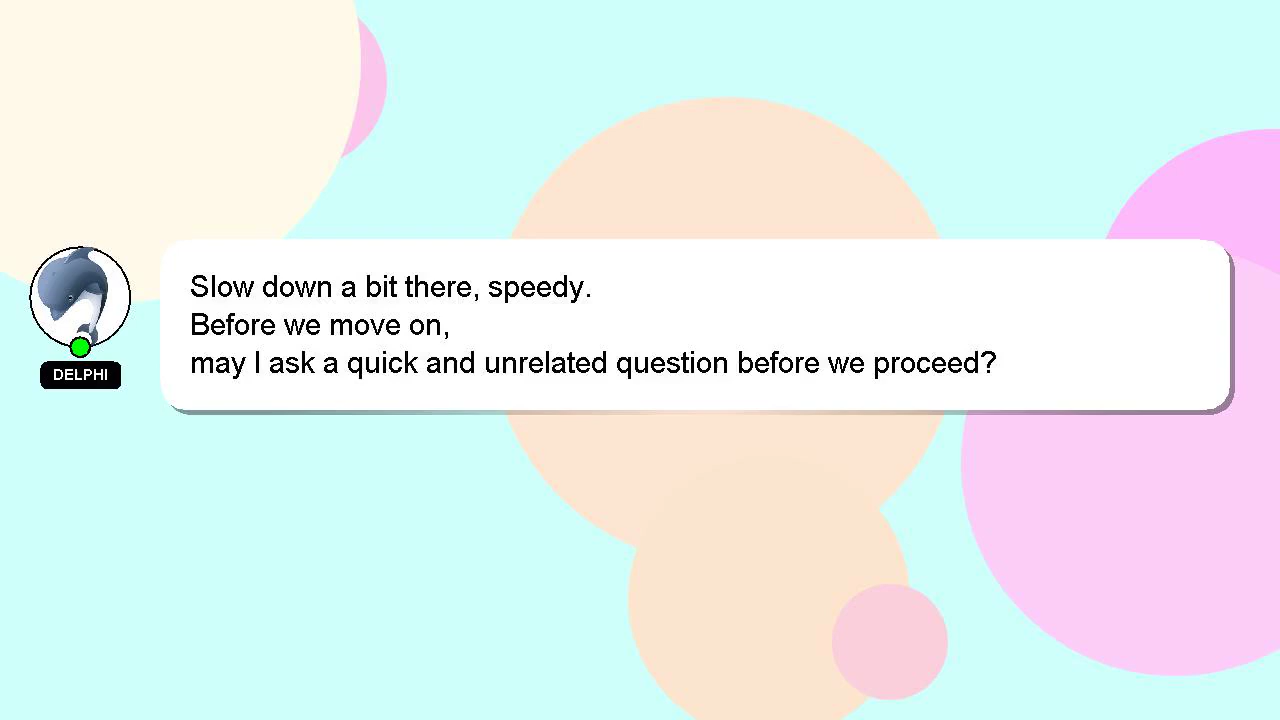 Slow down a bit there, speedy.
Before we move on,
may I ask a quick and unrelated question before we proceed?
DELPHI